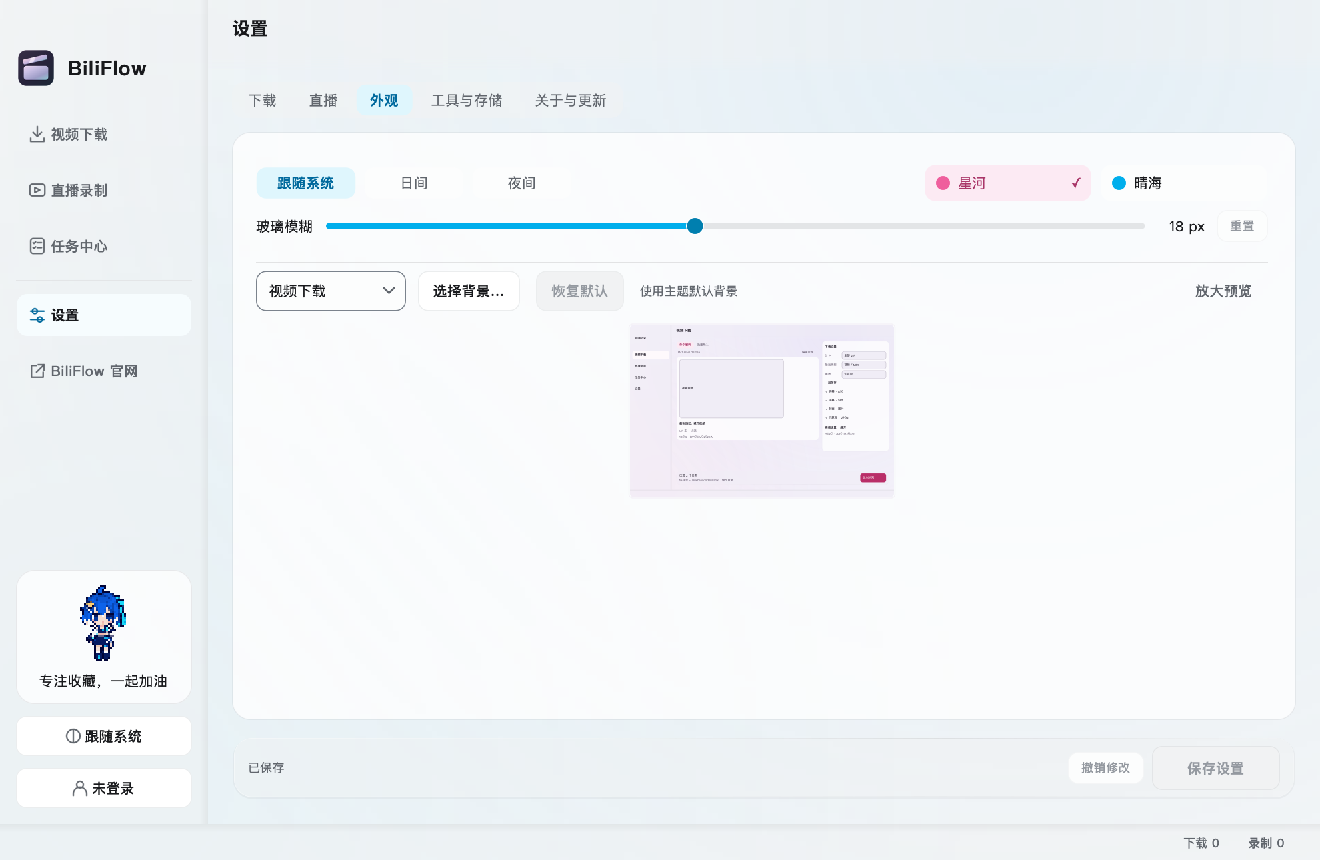 设置
BiliFlow
下载 直播 外观 工具与存储 关于与更新
视频下载
直播录制
任务中心
设置
BiliFlow 官网
跟随系统 日间 夜间 星河 ✓ 晴海
玻璃模糊 18 px 重置
视频下载 选择背景... 恢复默认 使用主题默认背景 放大预览
专注收藏，一起加油
跟随系统
未登录
已保存 撤销修改 保存设置
下载 0 录制 0